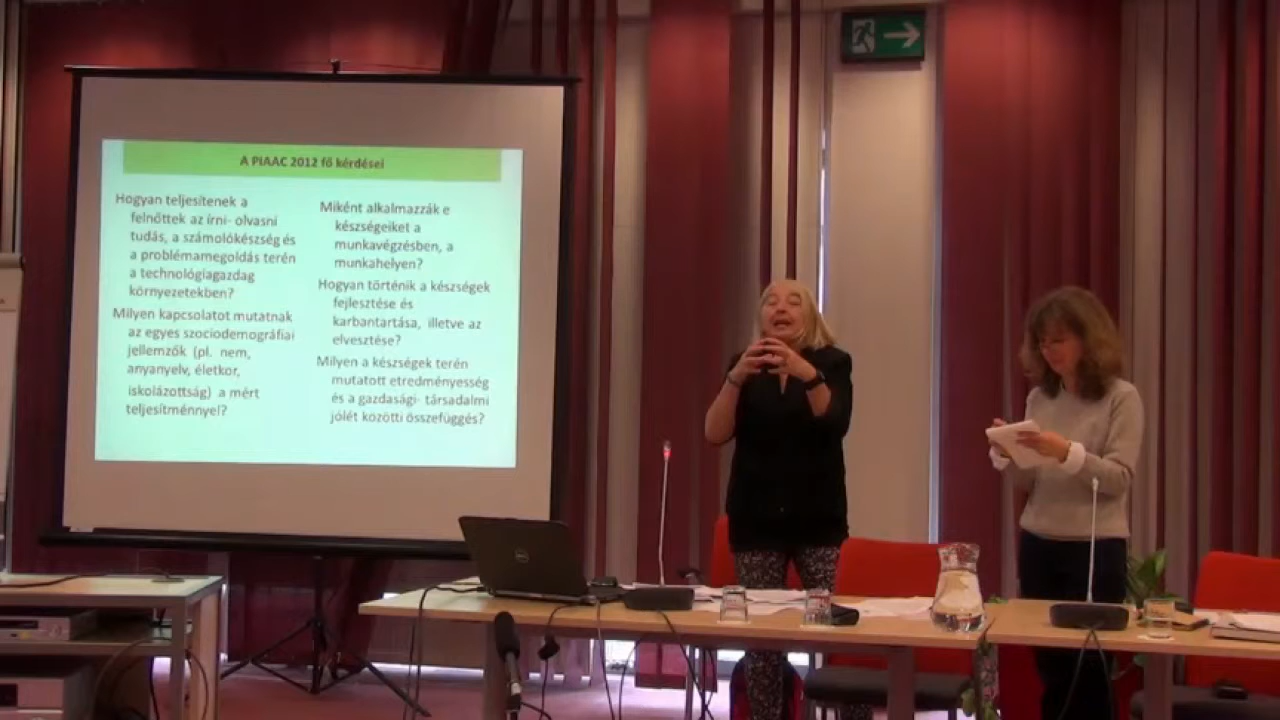 A PIAAC 2012 fő kérdései
Hogyan teljesítenek a
felnőttek az írni- olvasni
tudás, a számolókészség és
a problémamegoldás terén
a technológiagazdag
környezetekben?
Milyen kapcsolatot mutatnak
az egyes szociodemográfiai
jellemzők (pl. nem,
anyanyelv, életkor,
iskolázottság) a mért
teljesítménnyel?
Miként alkalmazzák e
készségeiket a
munkavégzésben, a
munkahelyen?
Hogyan történik a készségek
fejlesztése és
karbantartása, illetve az
elvesztése?
Milyen a készségek terén
mutatott etredményesség
és a gazdasági- társadalmi
jólét közötti összefüggés?